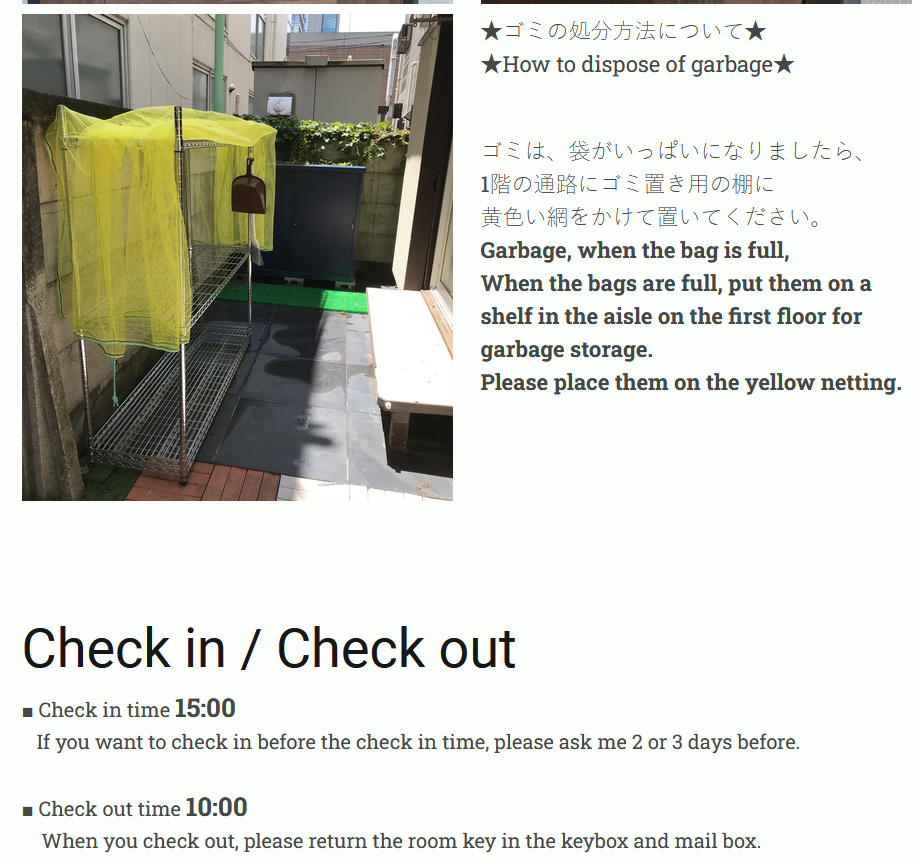 ★ゴミの処分方法について★
★How to dispose of garbage★
ゴミは、袋がいっぱいになりましたら、
1階の通路にゴミ置き用の棚に
黄色い網をかけて置いてください。
Garbage, when the bag is full,
When the bags are full, put them on a
shelf in the aisle on the first floor for
garbage storage.
Please place them on the yellow netting.
Check in / Check out
■ Check in time 15:00
If you want to check in before the check in time, please ask me 2 or 3 days before.
■ Check out time 10:00
When you check out, please return the room key in the keybox and mail box.